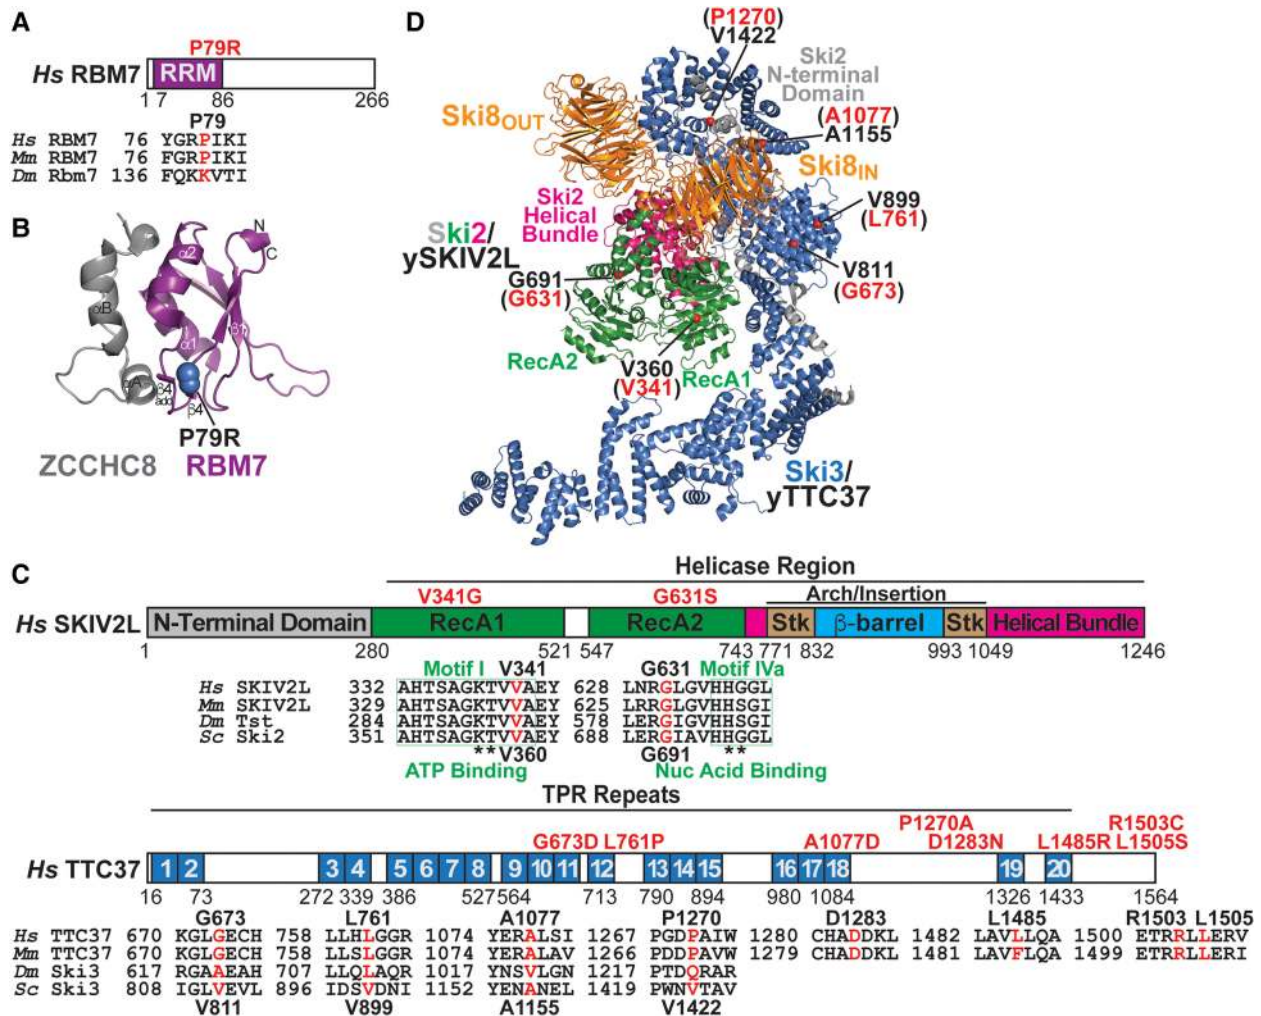 A
P79R
Hs RBM7 RRM
1 7 86 266
P79
Hs RBM7 76 YGRPIKI
Mm RBM7 76 FGRPIKI
Dm Rbm7 136 FQKKVTI
B
N
C
α2
αB
α1
β1
αA
β4 add
β4
P79R
ZCCHC8 RBM7
D
(P1270)
V1422
Ski2
N-terminal
Domain
(A1077)
A1155
Ski8OUT
Ski8IN
Ski2
Helical
Bundle
V899
(L761)
Ski2/
ySKIV2L
G691
(G631)
V811
(G673)
RecA2
V360
(V341)
RecA1
Ski3/
yTTC37
C
Helicase Region
V341G G631S Arch/Insertion
Hs SKIV2L N-Terminal Domain RecA1 RecA2 Stk β-barrel Stk Helical Bundle
1 280 521 547 743 771 832 993 1049 1246
Motif I V341 G631 Motif IVa
Hs SKIV2L 332 AHTSAGKTVVAEY 628 LNRGLGVHHGGL
Mm SKIV2L 329 AHTSAGKTVVAEY 625 LRRGLGVHHSGI
Dm Tst 284 AHTSAGKTVVAEY 578 LERGIGVHHSGI
Sc Ski2 351 AHTSAGKTVVAEY 688 LERGIAVHHGGL
** V360 G691 **
ATP Binding Nuc Acid Binding
TPR Repeats
G673D L761P A1077D P1270A D1283N L1485R R1503C L1505S
Hs TTC37 1 2 3 4 5 6 7 8 9 10 11 12 13 14 15 16 17 18 19 20
16 73 272 339 386 527 564 713 790 894 980 1084 1326 1433 1564
G673 L761 A1077 P1270 D1283 L1485 R1503 L1505
Hs TTC37 670 KGLGECH 758 LLHLGGR 1074 YERALSI 1267 PGDPAIW 1280 CHADDKL 1482 LAVLLQA 1500 ETRRLLERV
Mm TTC37 670 KGLGECH 758 LLSLGGR 1074 YERALAV 1266 PDDPAVW 1279 CHADDKL 1481 LAVFLQA 1499 ETRRLLERI
Dm Ski3 617 RGAAEAH 707 LLQLAQR 1017 YNSVLGN 1217 PTDQRAR
Sc Ski3 808 IGLVEVL 896 IDSVDNI 1152 YENANEL 1419 PWNVTAV
V811 V899 A1155 V1422